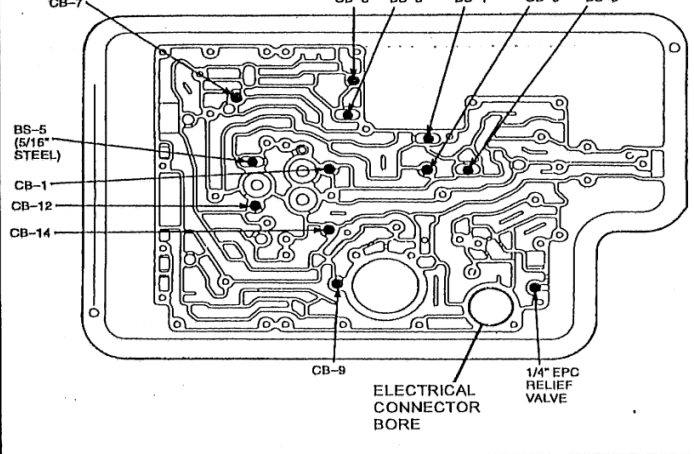 CB-7
BS-5
(5/16"
STEEL)
CB-1
CB-12
CB-14
CB-9
ELECTRICAL
CONNECTOR
BORE
1/4" EPC
RELIEF
VALVE